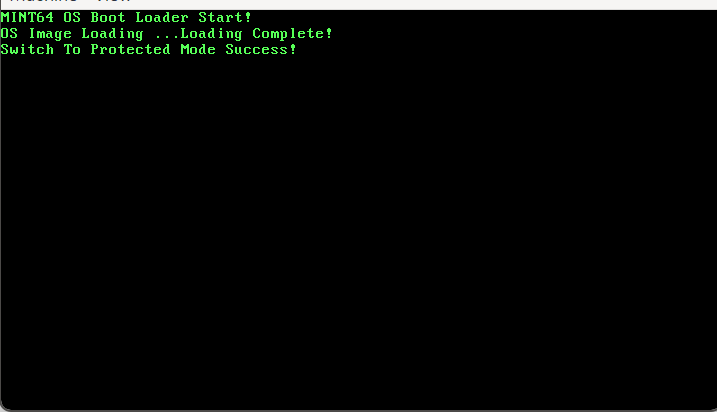 MINT64 OS Boot Loader Start!
OS Image Loading ...Loading Complete!
Switch To Protected Mode Success!